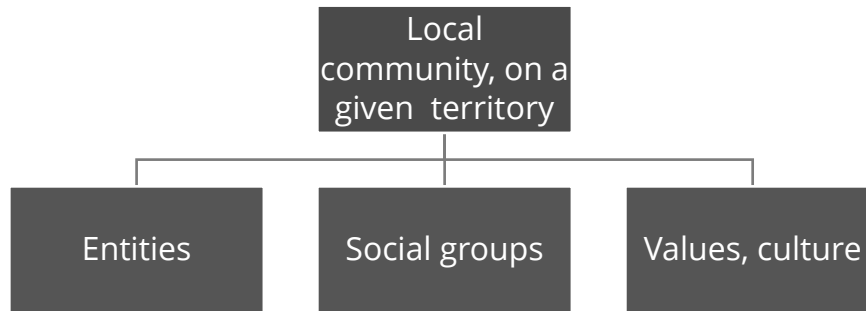 Local
community, on a
given  territory
Entities
Social groups
Values, culture